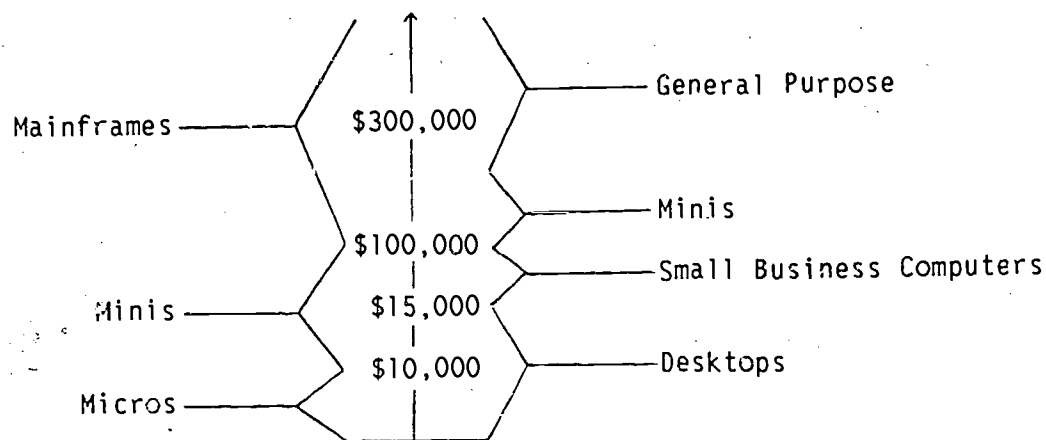 General Purpose
Mainframes
$300,000
Minis
$100,000
Small Business Computers
$15,000
Minis
$10,000
Desktops
Micros